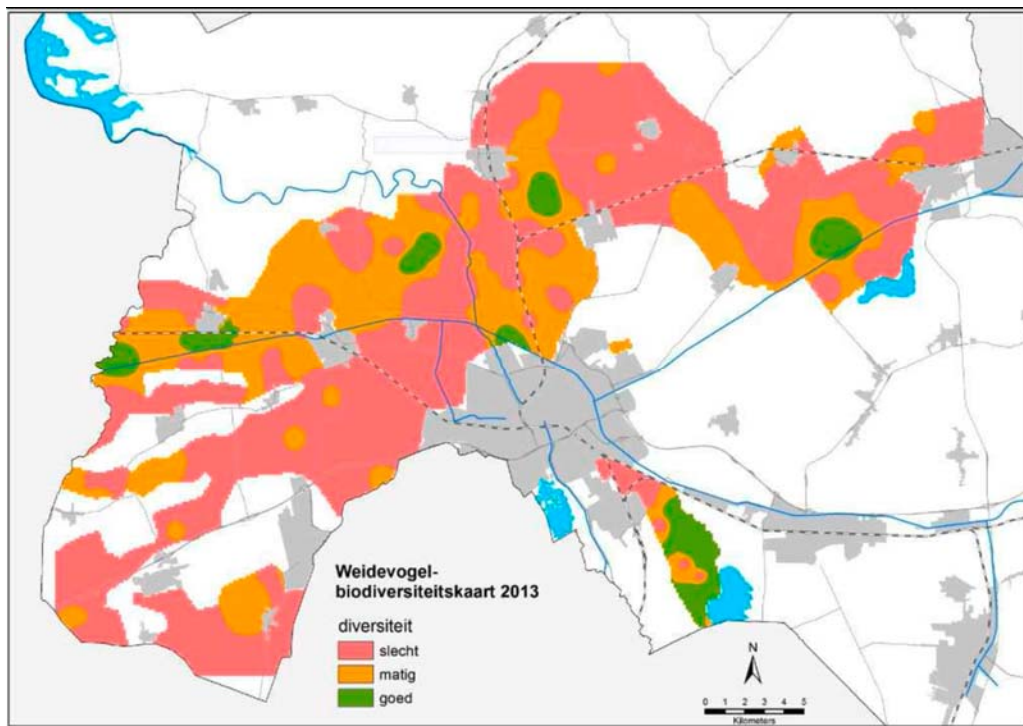 Weidevogel-
biodiversiteitskaart 2013
diversiteit
slecht
matig
goed
N
0 1 2 3 4 5
Kilometers